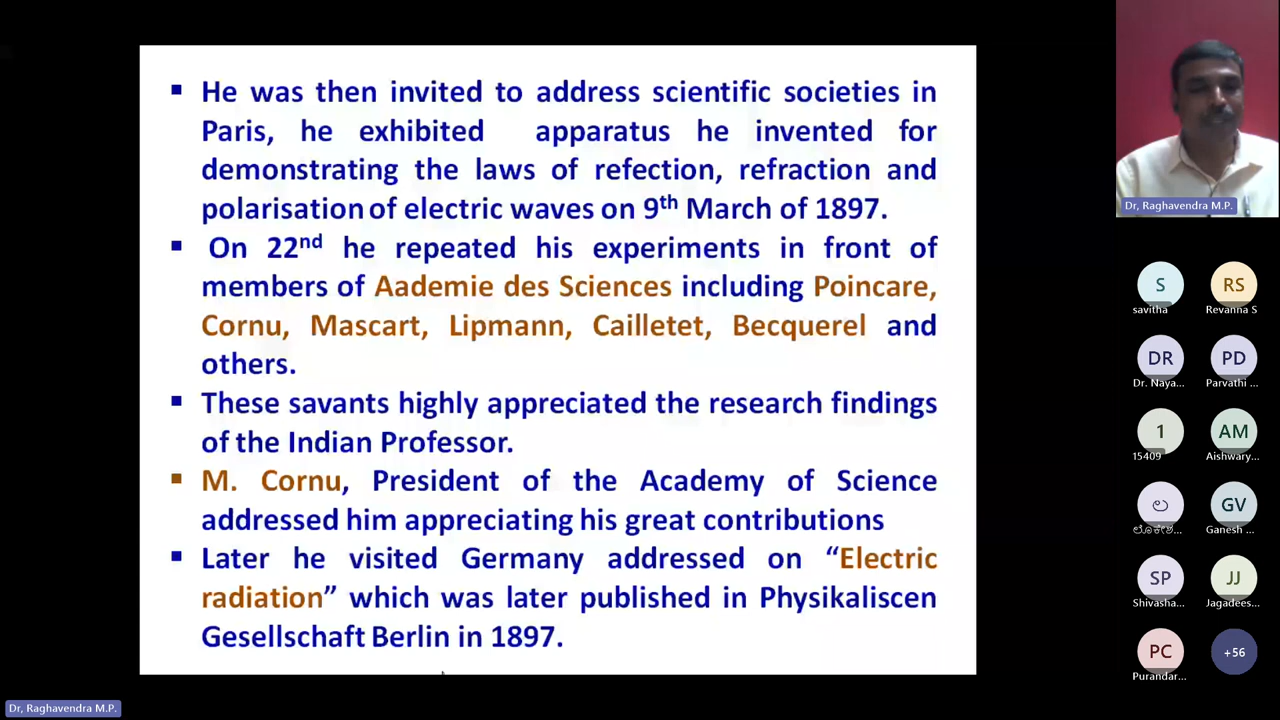 ▪ He was then invited to address scientific societies in
Paris, he exhibited apparatus he invented for
demonstrating the laws of refection, refraction and
polarisation of electric waves on 9th March of 1897.
▪ On 22nd he repeated his experiments in front of
members of Aademie des Sciences including Poincare,
Cornu, Mascart, Lipmann, Cailletet, Becquerel and
others.
▪ These savants highly appreciated the research findings
of the Indian Professor.
▪ M. Cornu, President of the Academy of Science
addressed him appreciating his great contributions
▪ Later he visited Germany addressed on “Electric
radiation” which was later published in Physikaliscen
Gesellschaft Berlin in 1897.
Dr, Raghavendra M.P.
S RS
savitha Revanna S
DR PD
Dr. Naya... Parvathi ...
1 AM
15409 Aishwary...
ಲ GV
ಲೊಕೇಶ... Ganesh ...
SP JJ
Shivasha... Jagadees...
PC +56
Purandar...
Dr, Raghavendra M.P.